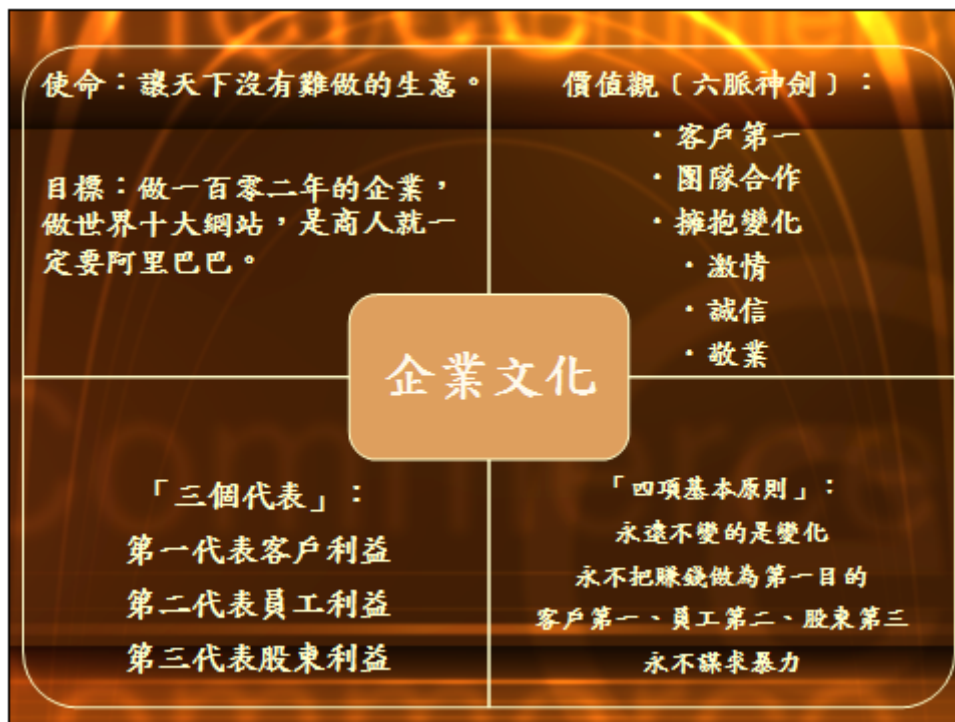 使命：讓天下沒有難做的生意。
目標：做一百零二年的企業，
做世界十大網站，是商人就一
定要阿里巴巴。
價值觀﹝六脈神劍﹞：
・客戶第一
・團隊合作
・擁抱變化
・激情
・誠信
・敬業
企業文化
「三個代表」：
第一代表客戶利益
第二代表員工利益
第三代表股東利益
「四項基本原則」：
永遠不變的是變化
永不把賺錢做為第一目的
客戶第一、員工第二、股東第三
永不謀求暴力